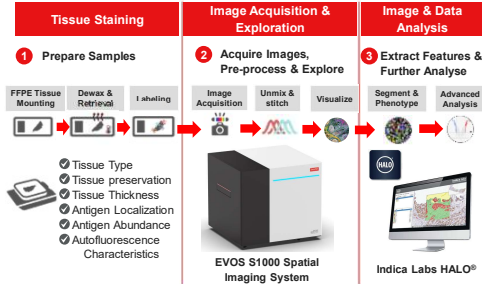 Tissue Staining
Image Acquisition &
Exploration
Image & Data
Analysis
1 Prepare Samples
2 Acquire Images,
Pre-process & Explore
3 Extract Features &
Further Analyse
FFPE Tissue
Mounting
Dewax &
Retrieval
Labeling
Image
Acquisition
Unmix &
stitch
Visualize
Segment &
Phenotype
Advanced
Analysis
Tissue Type
Tissue preservation
Tissue Thickness
Antigen Localization
Antigen Abundance
Autofluorescence
Characteristics
HALO
EVOS S1000 Spatial
Imaging System
Indica Labs HALO®